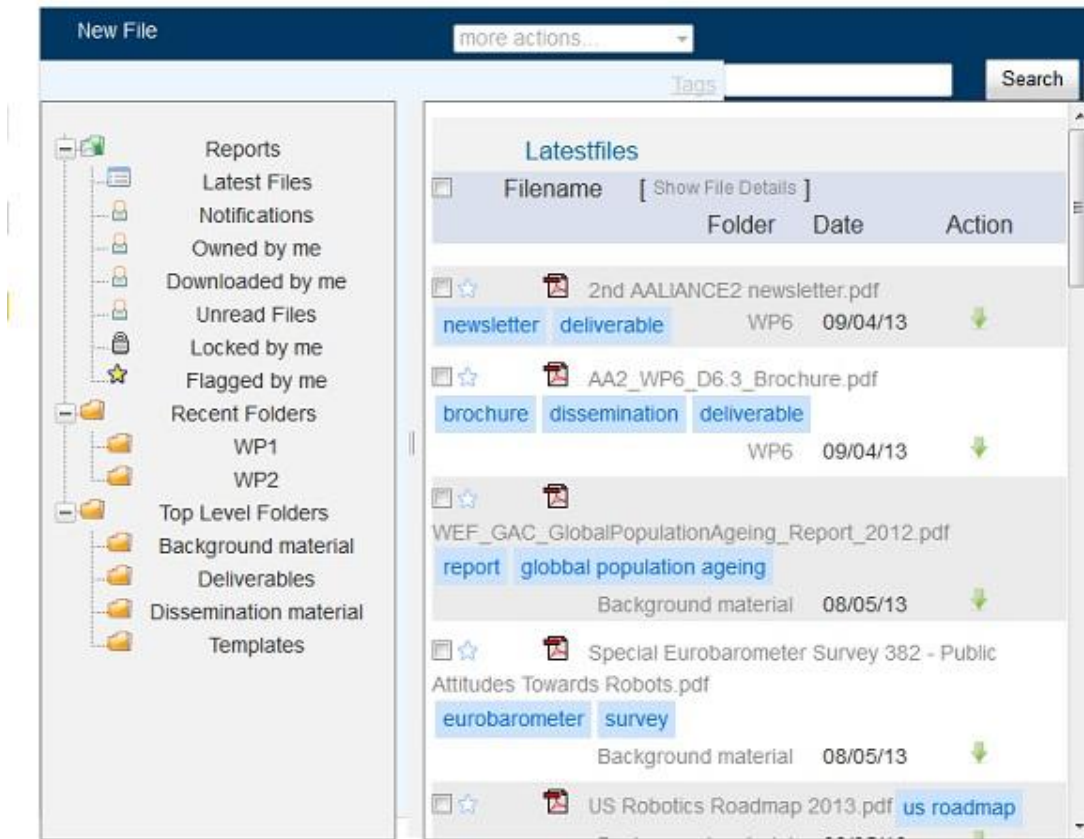 New File
more actions...
Tags
Search
Reports
Latest Files
Notifications
Owned by me
Downloaded by me
Unread Files
Locked by me
Flagged by me
Recent Folders
WP1
WP2
Top Level Folders
Background material
Deliverables
Dissemination material
Templates
Latestfiles
Filename [ Show File Details ]
Folder Date Action
2nd AALIANCE2 newsletter.pdf
newsletter deliverable WP6 09/04/13
AA2_WP6_D6.3_Brochure.pdf
brochure dissemination deliverable
WP6 09/04/13
WEF_GAC_GlobalPopulationAgeing_Report_2012.pdf
report globbal population ageing
Background material 08/05/13
Special Eurobarometer Survey 382 - Public
Attitudes Towards Robots.pdf
eurobarometer survey
Background material 08/05/13
US Robotics Roadmap 2013.pdf us roadmap